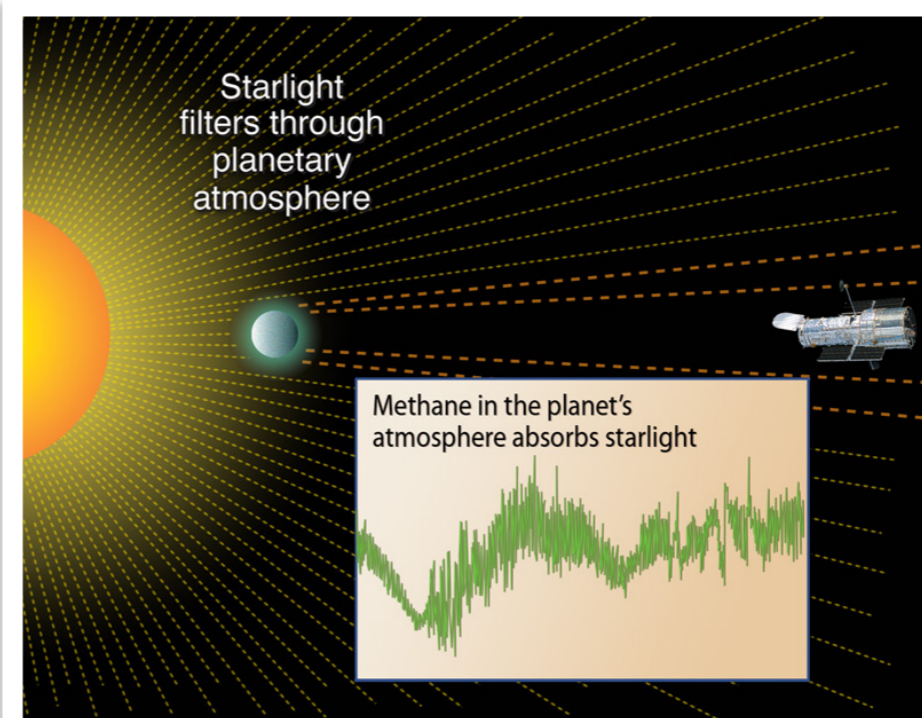 Starlight
filters through
planetary
atmosphere
Methane in the planet's
atmosphere absorbs starlight